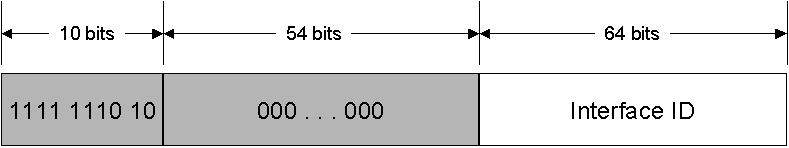 10 bits 54 bits 64 bits
1111 1110 10 000 . . . 000 Interface ID